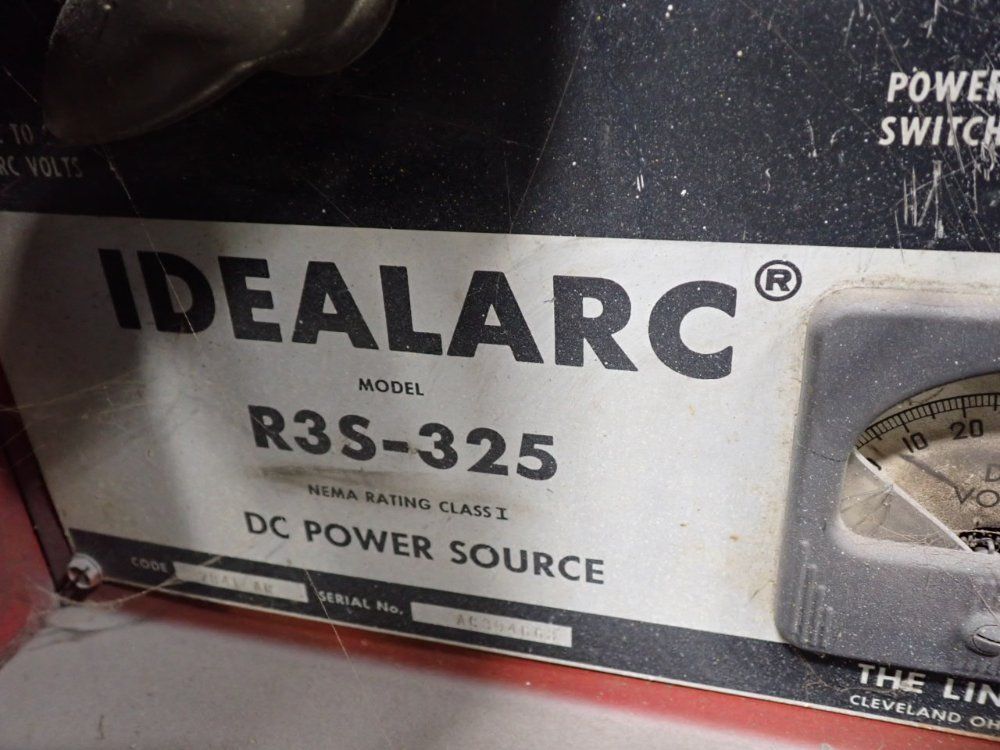 TO
RC VOLTS
POWER
SWITCH
IDEALARC®
MODEL
R3S-325
NEMA RATING CLASS I
DC POWER SOURCE
CODE
SERIAL No.
10 20
THE LIN
CLEVELAND OH